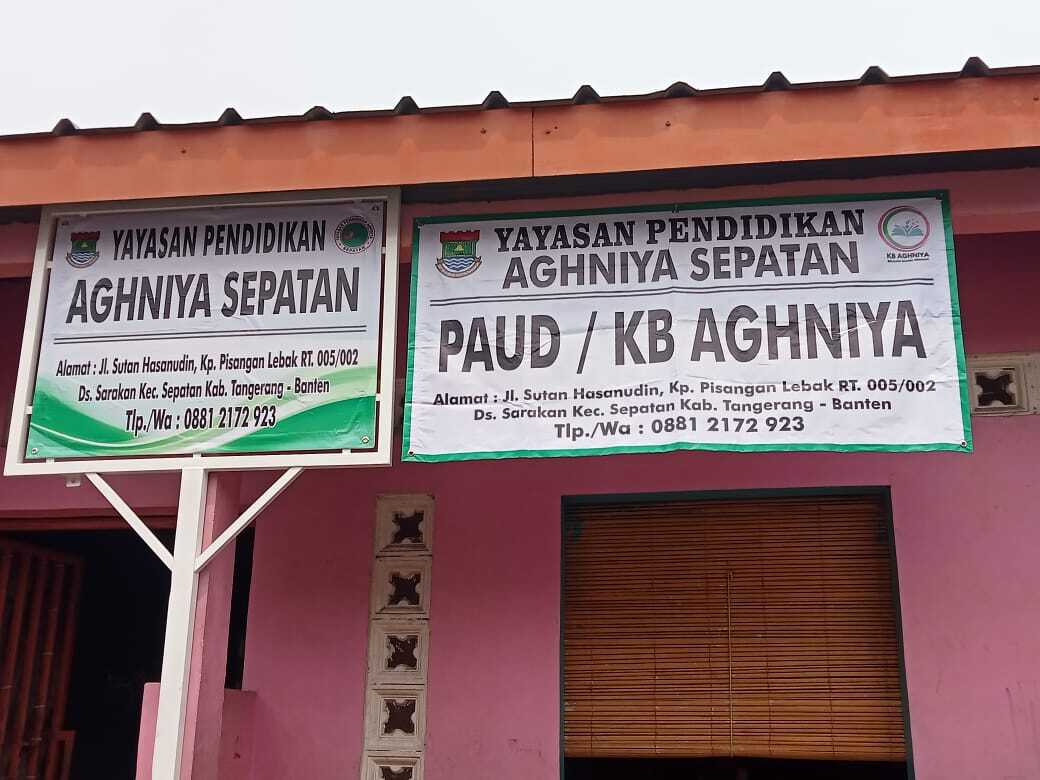 YAYASAN PENDIDIKAN
AGHNIYA SEPATAN
Alamat : Jl. Sutan Hasanudin, Kp. Pisangan Lebak RT. 005/002
Ds. Sarakan Kec. Sepatan Kab. Tangerang - Banten
Tlp./Wa : 0881 2172 923
YAYASAN PENDIDIKAN
AGHNIYA SEPATAN
KB AGHNIYA
PAUD / KB AGHNIYA
Alamat : Jl. Sutan Hasanudin, Kp. Pisangan Lebak RT. 005/002
Ds. Sarakan Kec. Sepatan Kab. Tangerang - Banten
Tlp./Wa : 0881 2172 923